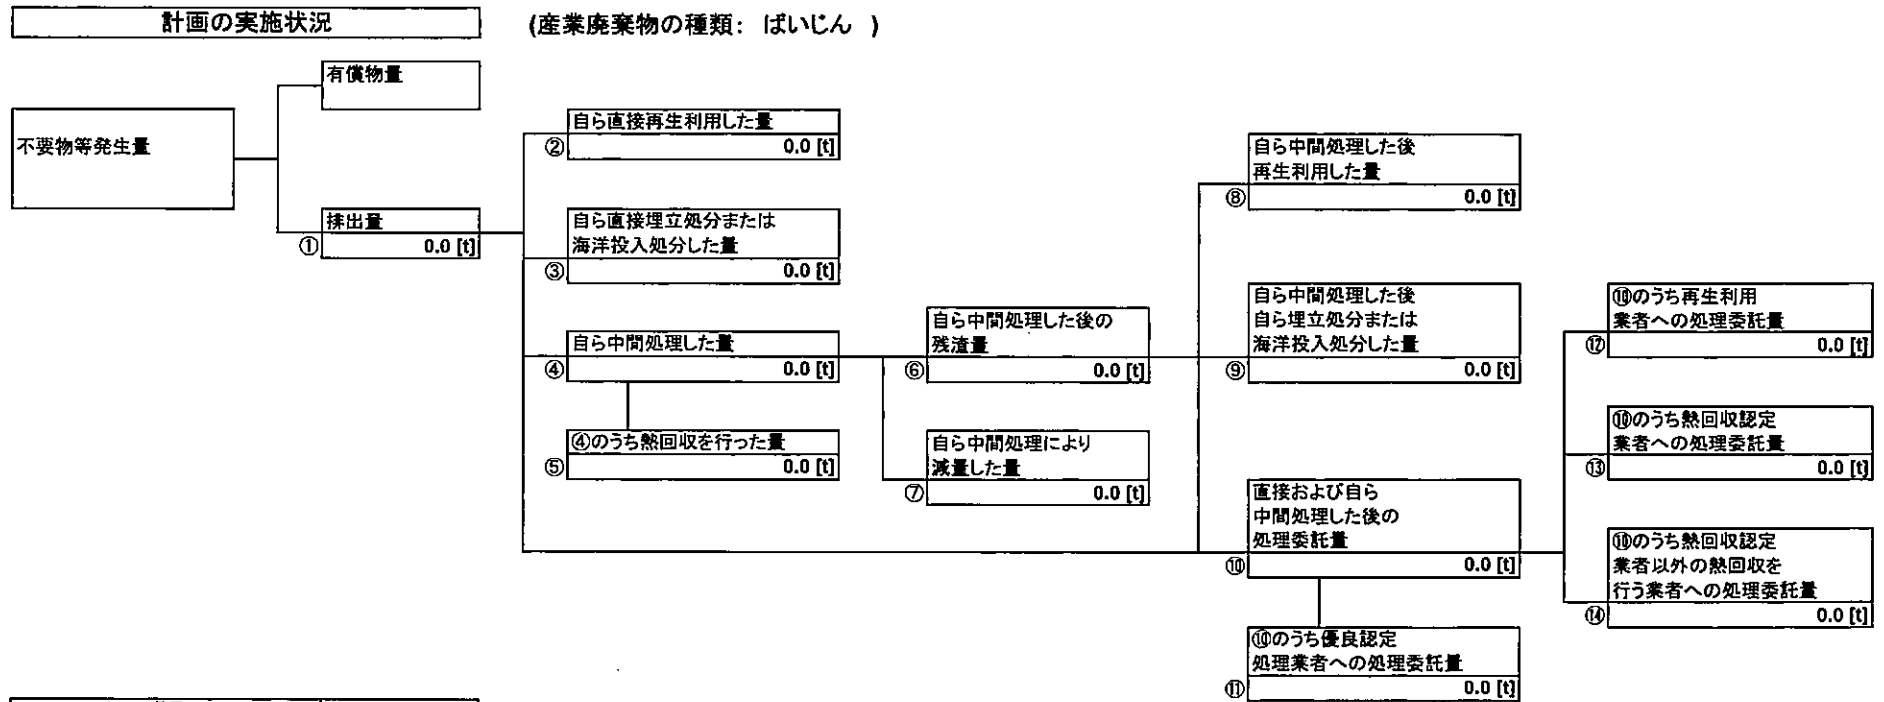 計画の実施状況
(産業廃棄物の種類: ばいじん )
有償物量
不要物等発生量
排出量
① 0.0 [t]
自ら直接再生利用した量
② 0.0 [t]
自ら直接埋立処分または
海洋投入処分した量
③ 0.0 [t]
自ら中間処理した量
④ 0.0 [t]
④のうち熱回収を行った量
⑤ 0.0 [t]
自ら中間処理した後の
残渣量
⑥ 0.0 [t]
自ら中間処理により
減量した量
⑦ 0.0 [t]
自ら中間処理した後
再生利用した量
⑧ 0.0 [t]
自ら中間処理した後
自ら埋立処分または
海洋投入処分した量
⑨ 0.0 [t]
直接および自ら
中間処理した後の
処理委託量
⑩ 0.0 [t]
⑩のうち優良認定
処理業者への処理委託量
⑪ 0.0 [t]
⑩のうち再生利用
業者への処理委託量
⑫ 0.0 [t]
⑩のうち熱回収認定
業者への処理委託量
⑬ 0.0 [t]
⑩のうち熱回収認定
業者以外の熱回収を
行う業者への処理委託量
⑭ 0.0 [t]